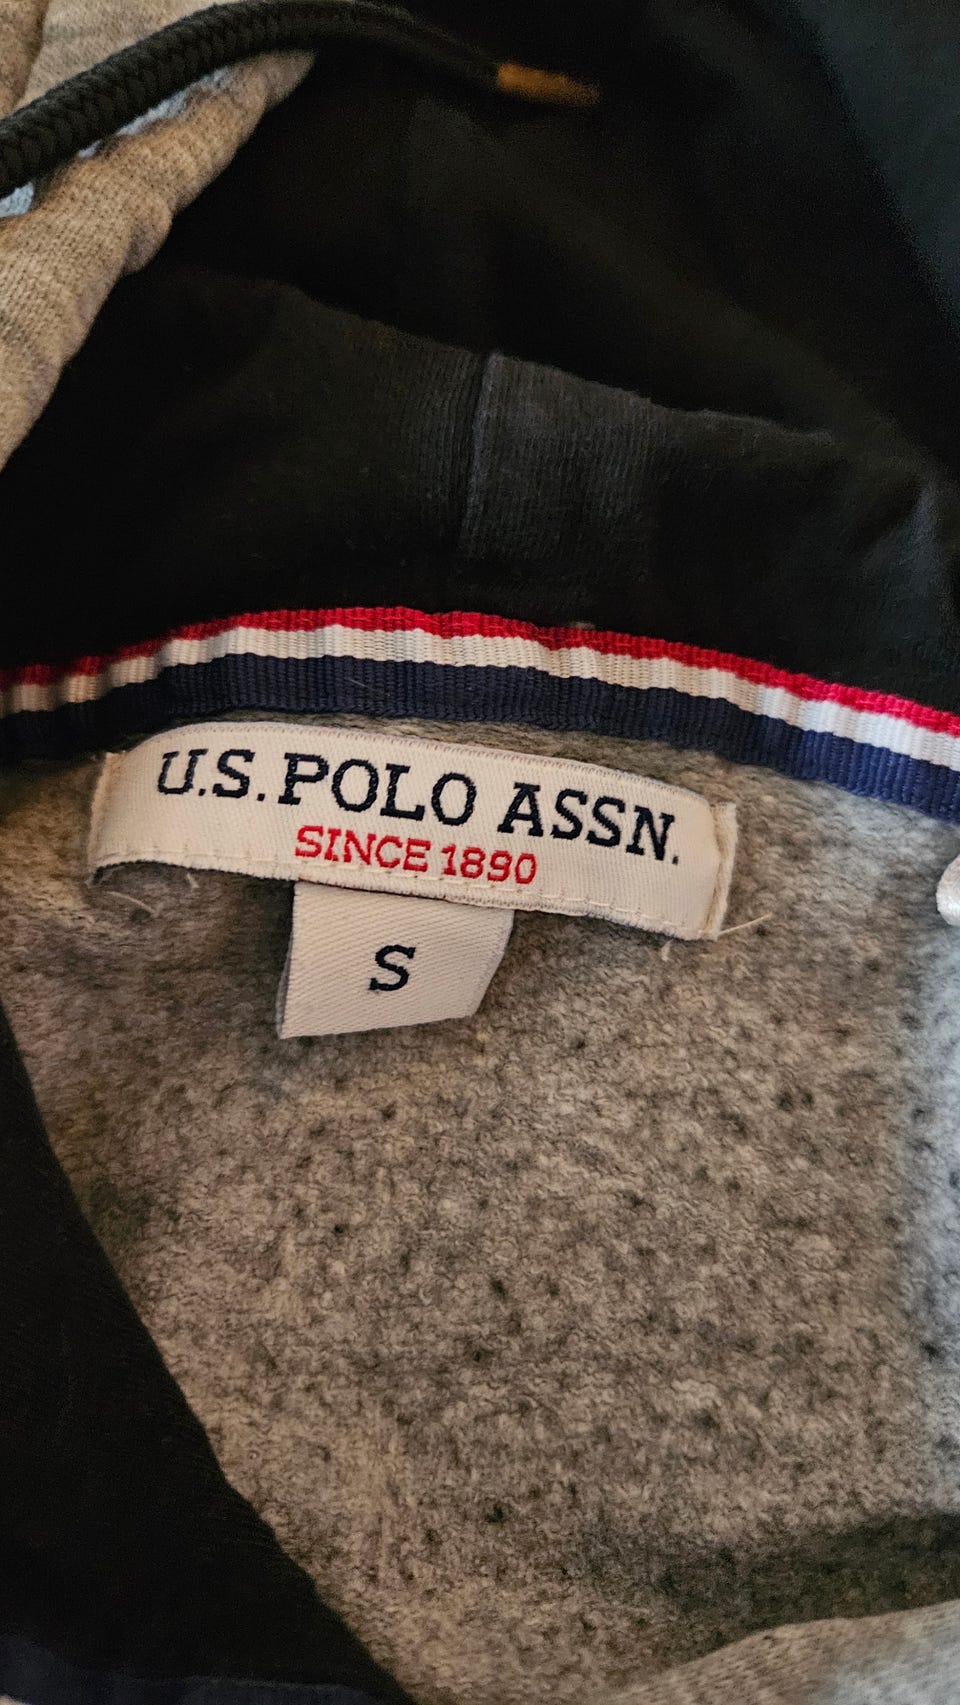 U.S. POLO ASSN.
SINCE 1890
S